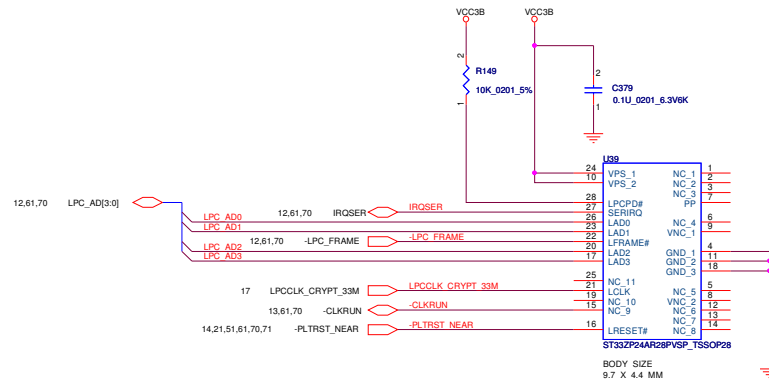 VCC3B VCC3B
2
R149
10K_0201_5%
1
2
C379
0.1U_0201_6.3V6K
1
U39
24 VPS_1 NC_1 1
10 VPS_2 NC_2 2
NC_3 3
28 LPCPD# PP 7
12,61,70 IRQSER IRQSER 27 SERIRQ
12,61,70 LPC_AD[3:0]
LPC_AD0 26 LAD0 NC_4 6
LPC_AD1 23 LAD1 VNC_1 9
12,61,70 -LPC_FRAME -LPC_FRAME 22 LFRAME#
LPC_AD2 20 LAD2 GND_1 4
LPC_AD3 17 LAD3 GND_2 11
GND_3 18
25 NC_11
17 LPCCLK_CRYPT_33M LPCCLK_CRYPT_33M 21 LCLK NC_5 5
19 NC_10 VNC_2 8
13,61,70 -CLKRUN -CLKRUN 15 NC_9 NC_6 12
NC_7 13
14,21,51,61,70,71 -PLTRST_NEAR -PLTRST_NEAR 16 LRESET# NC_8 14
ST33ZP24AR28PVSP_TSSOP28
BODY SIZE
9.7 X 4.4 MM